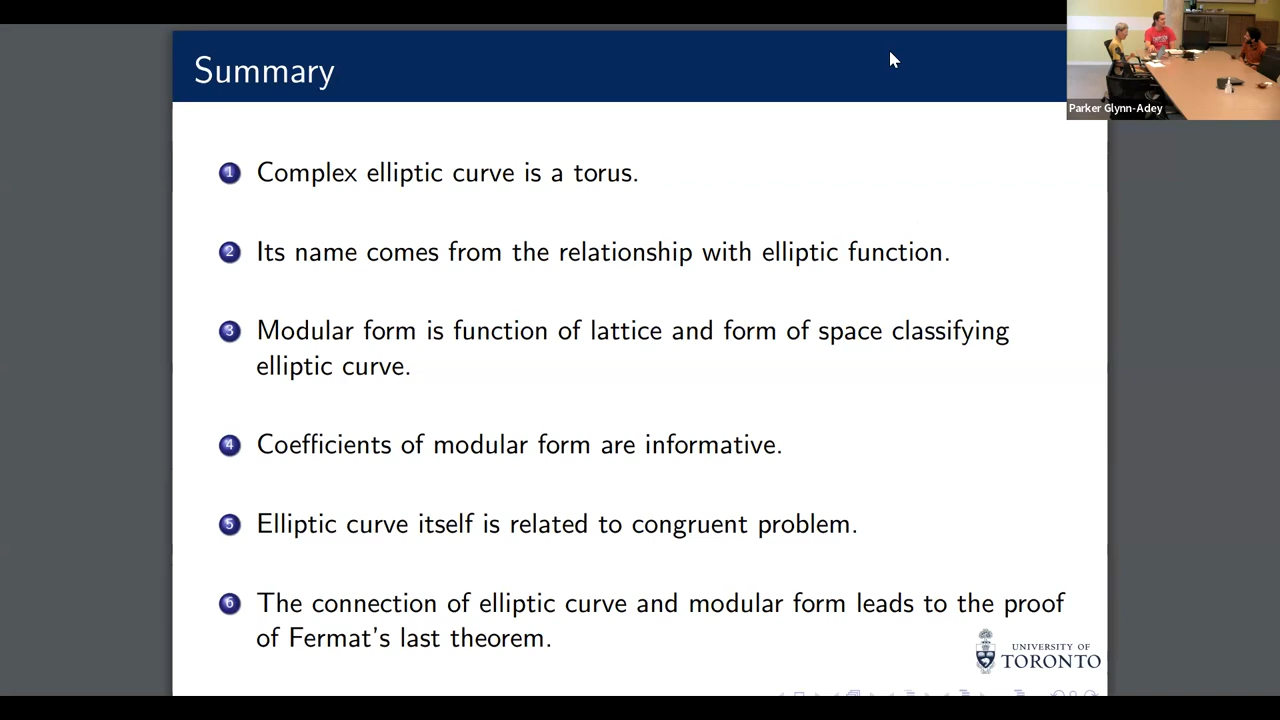 Summary
Parker Glynn-Adey
1 Complex elliptic curve is a torus.
2 Its name comes from the relationship with elliptic function.
3 Modular form is function of lattice and form of space classifying
elliptic curve.
4 Coefficients of modular form are informative.
5 Elliptic curve itself is related to congruent problem.
6 The connection of elliptic curve and modular form leads to the proof
of Fermat's last theorem.
UNIVERSITY OF
TORONTO